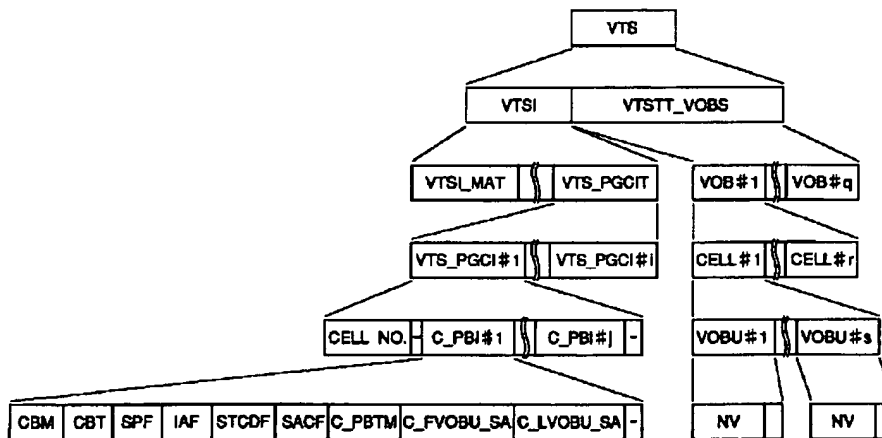 VTS
VTSI VTSTT_VOBS
VTSI_MAT VTS_PGCIT VOB#1 VOB#q
VTS_PGCI#1 VTS_PGCI#i CELL#1 CELL#r
CELL NO. - C_PBI#1 C_PBI#j - VOBU#1 VOBU#s
CBM CBT SPF IAF STCDF SACF C_PBTM C_FVOBU_SA C_LVOBU_SA - NV NV